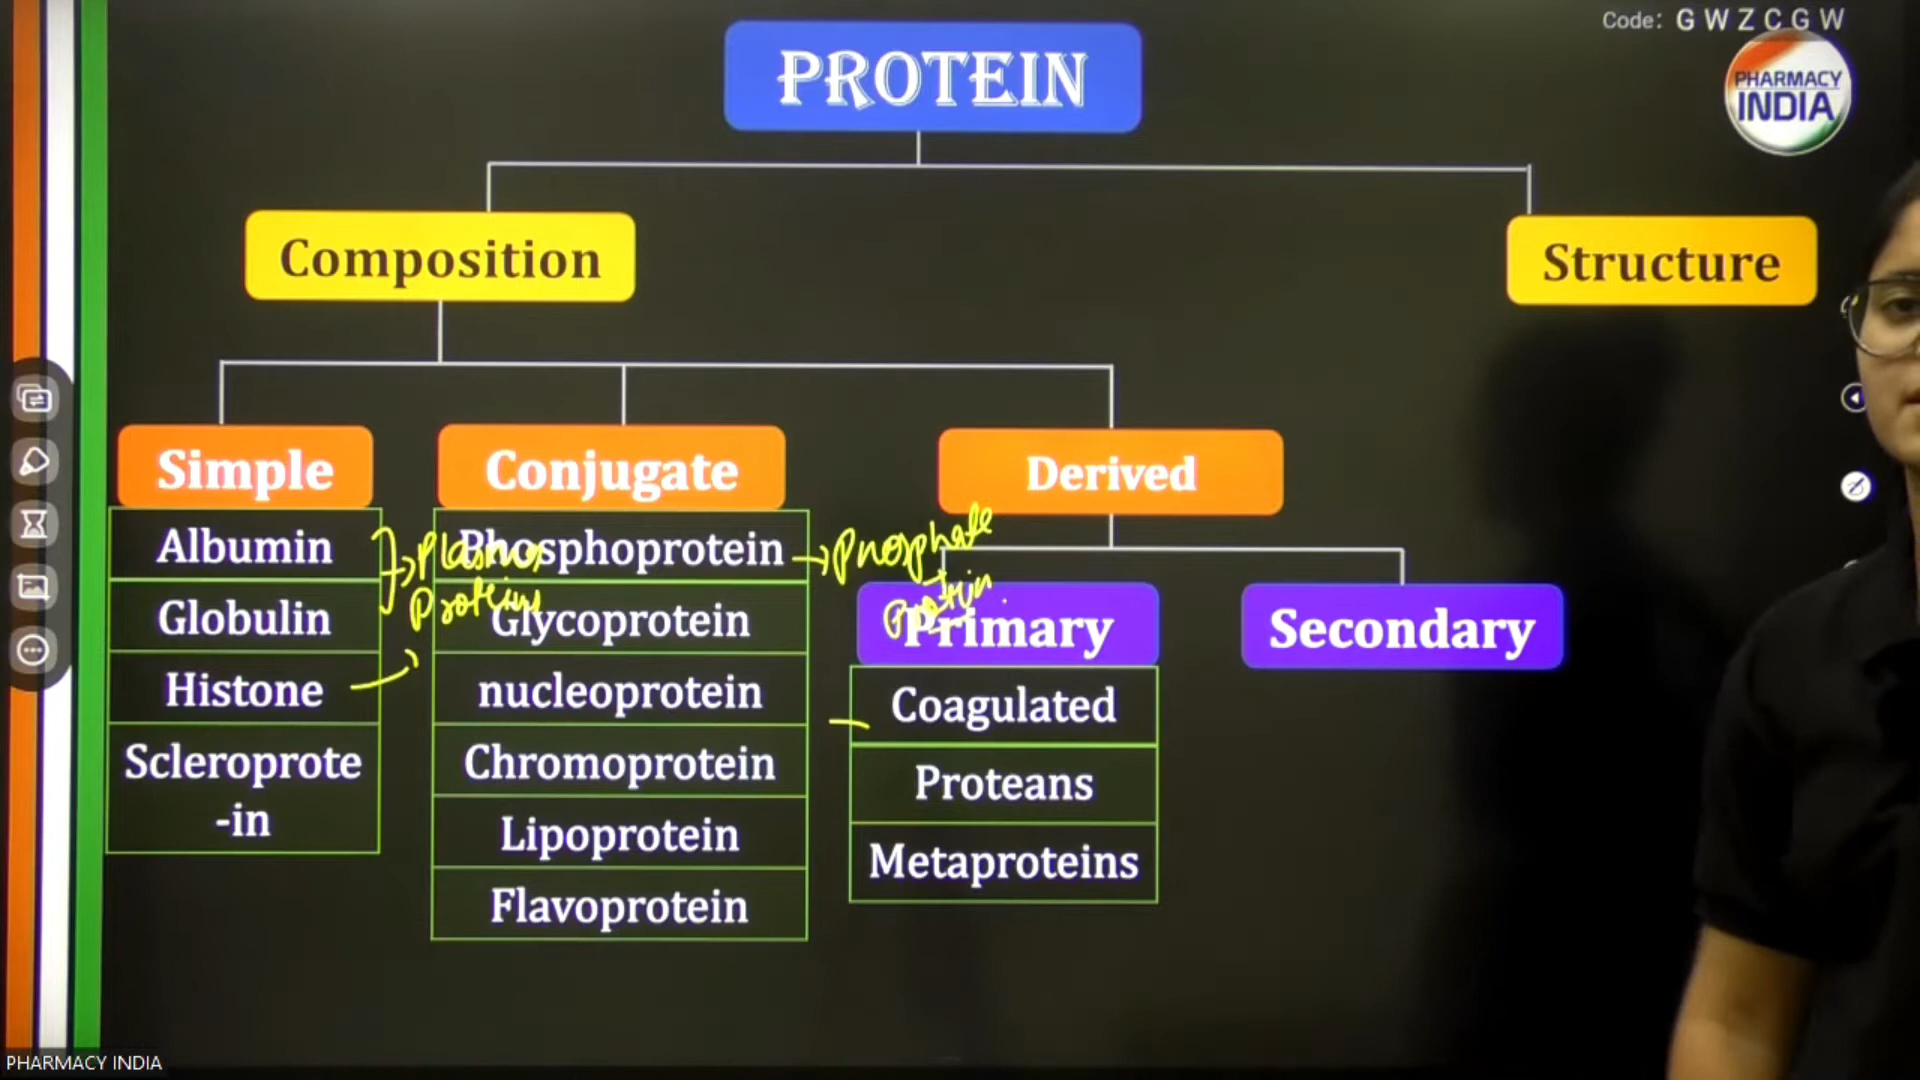 Code: G W Z C G W
PHARMACY
INDIA
PROTEIN
Composition
Structure
Simple
Conjugate
Derived
Albumin
Globulin
Histone
Scleroprote
-in
Plasma
Proteins
Phosphoprotein
Glycoprotein
nucleoprotein
Chromoprotein
Lipoprotein
Flavoprotein
Phosphate
Protein
Primary
Secondary
Coagulated
Proteans
Metaproteins
PHARMACY INDIA